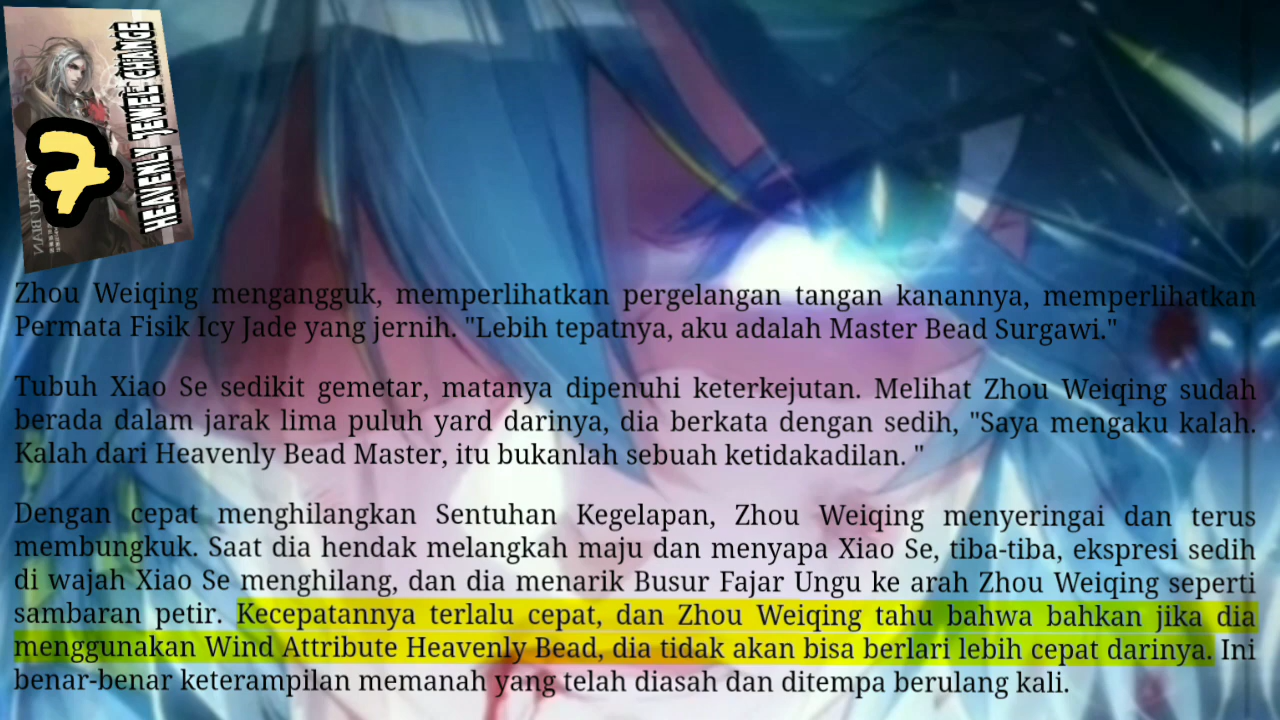 HEAVENLY JEWEL CHANGE
7
Zhou Weiqing mengangguk, memperlihatkan pergelangan tangan kanannya, memperlihatkan
Permata Fisik Icy Jade yang jernih. "Lebih tepatnya, aku adalah Master Bead Surgawi."
Tubuh Xiao Se sedikit gemetar, matanya dipenuhi keterkejutan. Melihat Zhou Weiqing sudah
berada dalam jarak lima puluh yard darinya, dia berkata dengan sedih, "Saya mengaku kalah.
Kalah dari Heavenly Bead Master, itu bukanlah sebuah ketidakadilan. "
Dengan cepat menghilangkan Sentuhan Kegelapan, Zhou Weiqing menyeringai dan terus
membungkuk. Saat dia hendak melangkah maju dan menyapa Xiao Se, tiba-tiba, ekspresi sedih
di wajah Xiao Se menghilang, dan dia menarik Busur Fajar Ungu ke arah Zhou Weiqing seperti
sambaran petir. Kecepatannya terlalu cepat, dan Zhou Weiqing tahu bahwa bahkan jika dia
menggunakan Wind Attribute Heavenly Bead, dia tidak akan bisa berlari lebih cepat darinya. Ini
benar-benar keterampilan memanah yang telah diasah dan ditempa berulang kali.